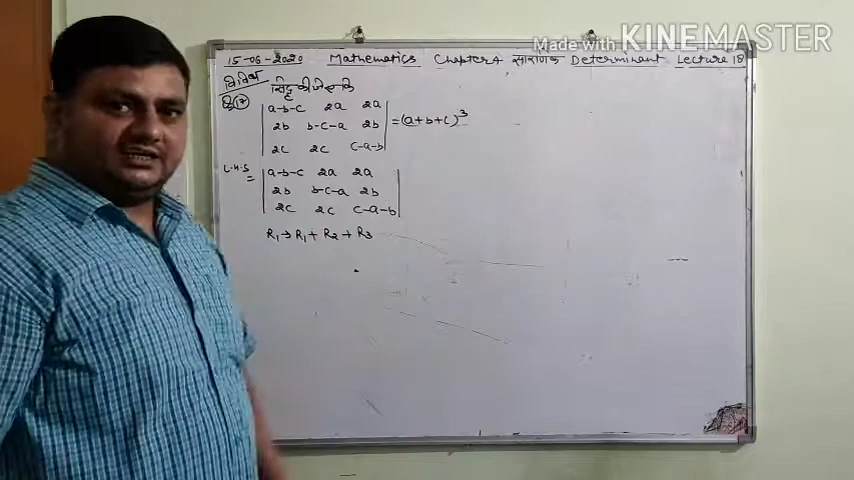 Made with KINEMASTER
15-06-2020 Mathematics Chapter 4 सारणिक Determinant Lecture 18
विविध सिद्ध कीजिए कि
a-b-c 2a 2a
2b b-c-a 2b = (a+b+c)³
2c 2c c-a-b
L.H.S
= a-b-c 2a 2a
2b b-c-a 2b
2c 2c c-a-b
R₁→R₁+R₂+R₃